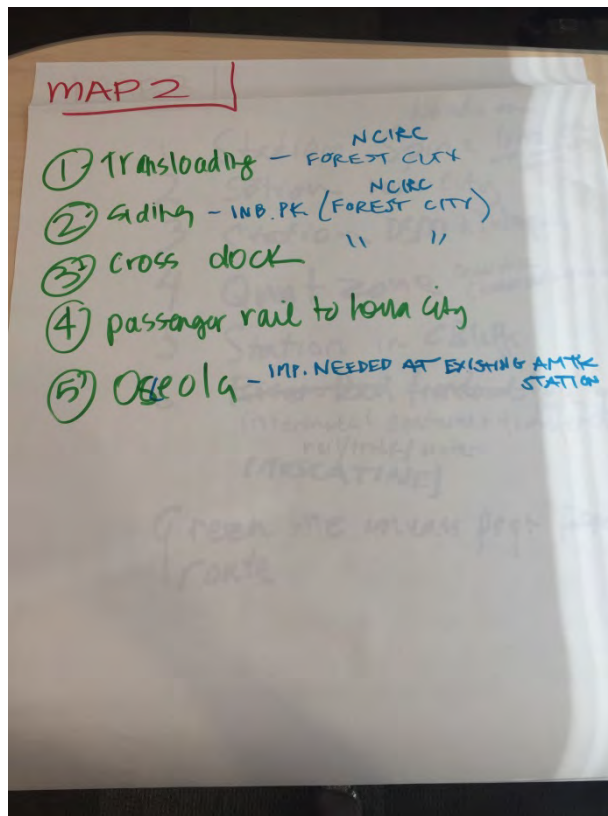 MAP 2
NCIRC
① Transloading - FOREST CITY
NCIRC
② Siding - IND. PK (FOREST CITY)
③ cross dock " "
④ passenger rail to Iowa City
⑤ Osceola - IMP. NEEDED AT EXISTING AMTK
STATION